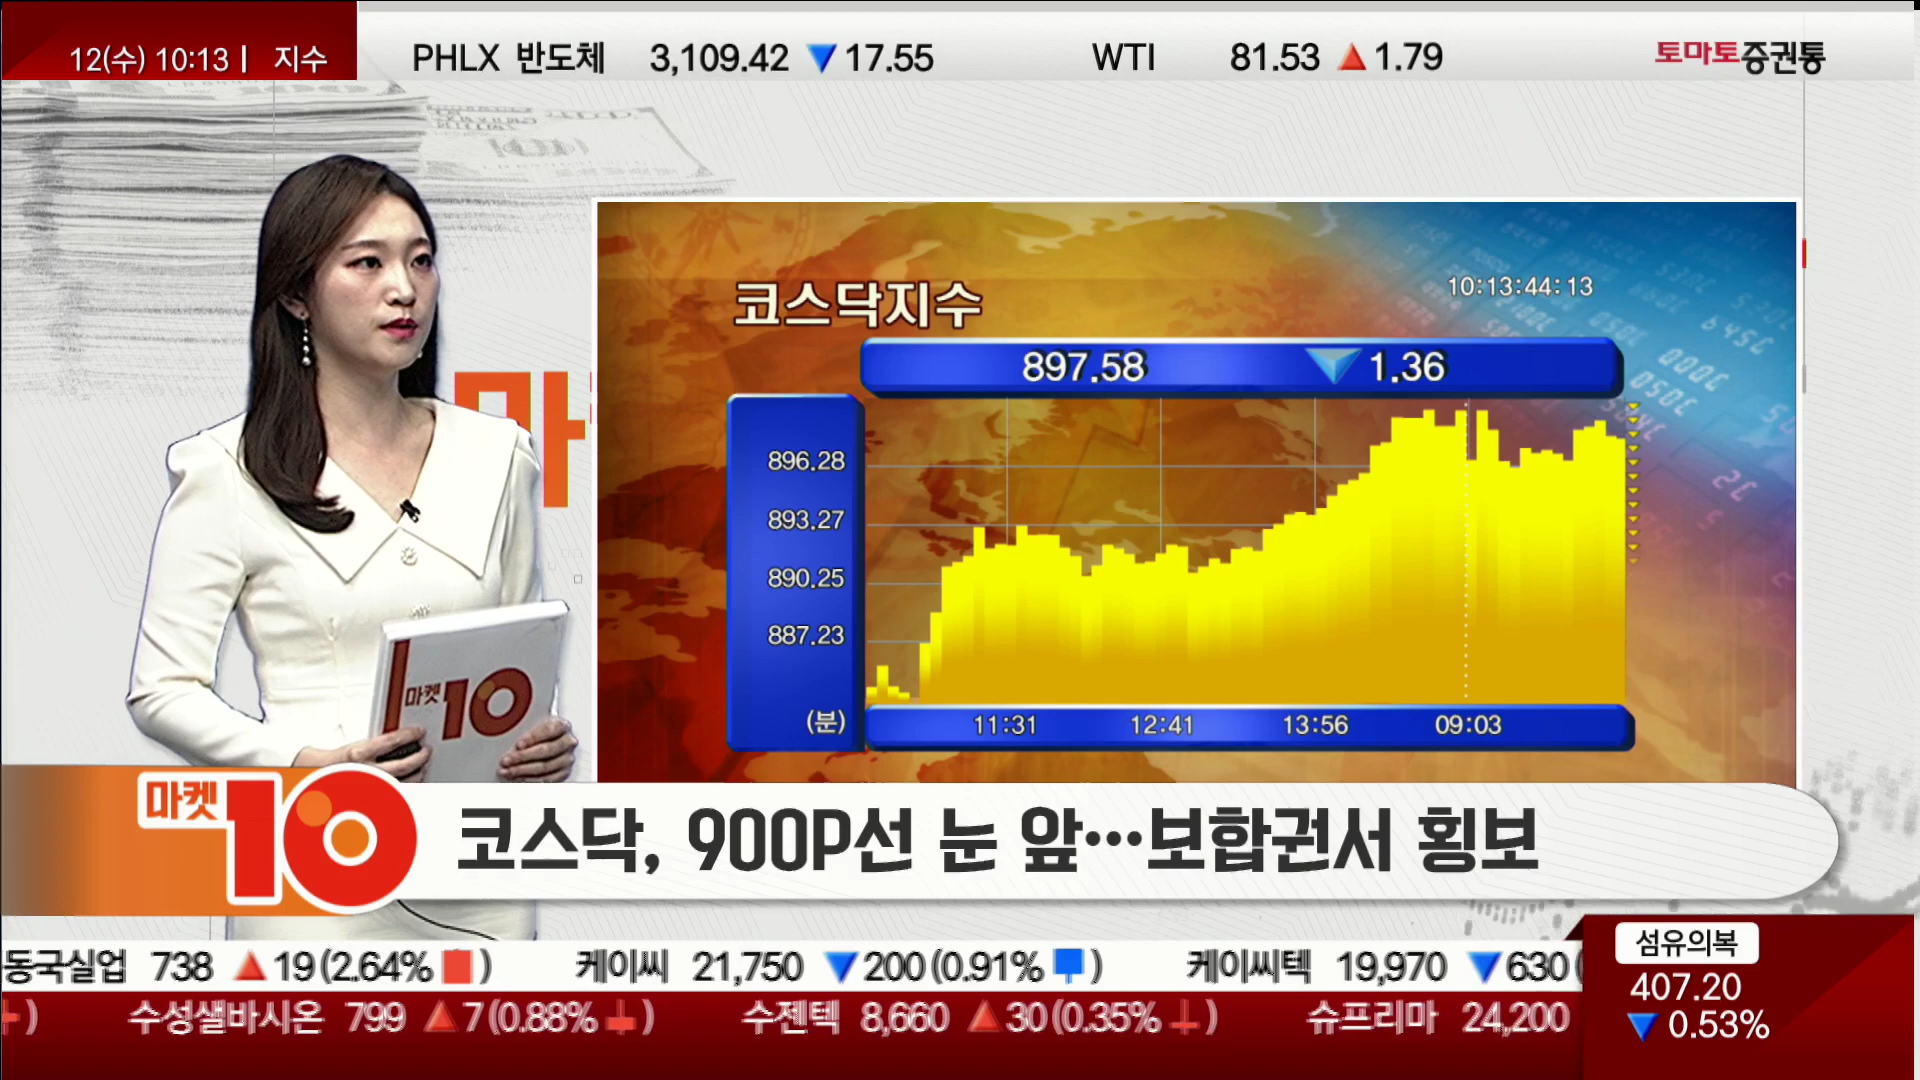 12(수) 10:13 | 지수
PHLX 반도체 3,109.42 ▼ 17.55 WTI 81.53 ▲ 1.79
토마토증권통
코스닥지수
10:13:44:13
897.58 ▼ 1.36
896.28
893.27
890.25
887.23
(분)
11:31 12:41 13:56 09:03
마켓10
마켓10
코스닥, 900P선 눈 앞…보합권서 횡보
동국실업 738 ▲ 19 (2.64% ) 케이씨 21,750 ▼ 200 (0.91% ) 케이씨텍 19,970 ▼ 630 (
) 수성샐바시온 799 ▲ 7 (0.88% ) 수젠텍 8,660 ▲ 30 (0.35% ) 슈프리마 24,200
섬유의복
407.20
▼ 0.53%